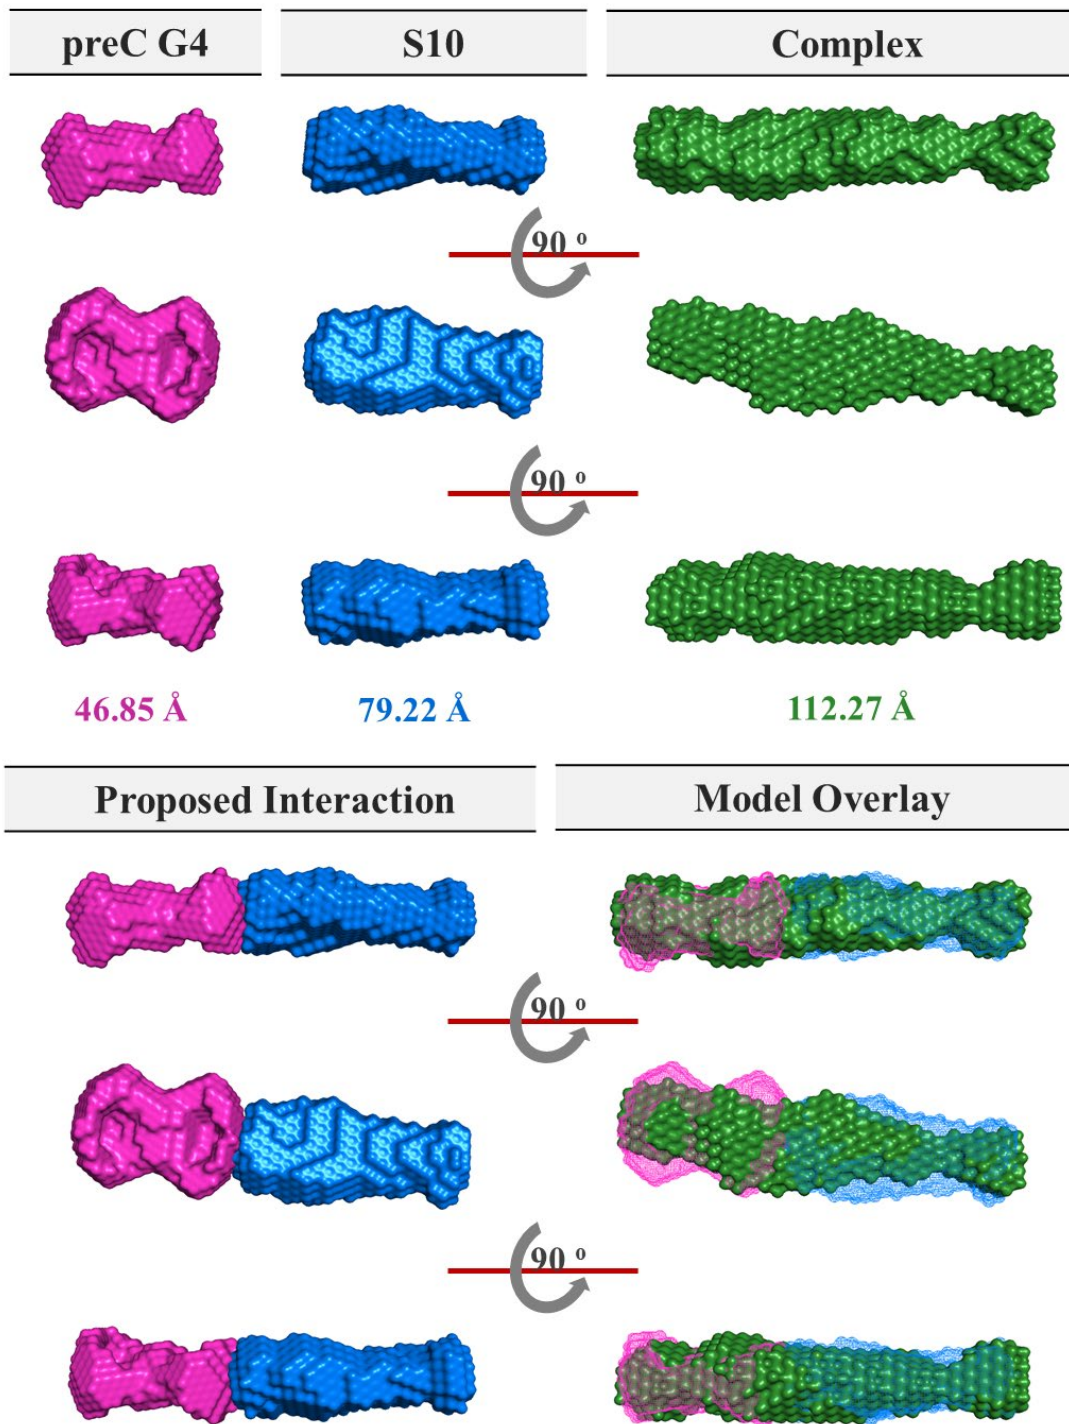 preC G4 S10 Complex
90 º
90 º
46.85 Å 79.22 Å 112.27 Å
Proposed Interaction Model Overlay
90 º
90 º